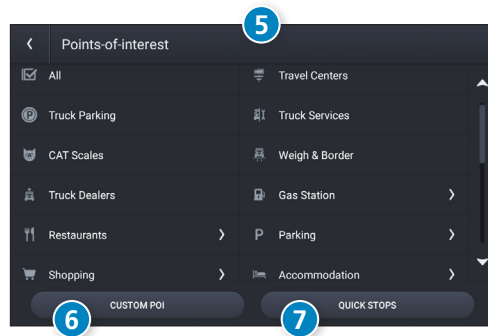 5
Points-of-interest
All
Travel Centers
Truck Parking
Truck Services
CAT Scales
Weigh & Border
Truck Dealers
Gas Station
Restaurants
P Parking
Shopping
Accommodation
CUSTOM POI
QUICK STOPS
6
7